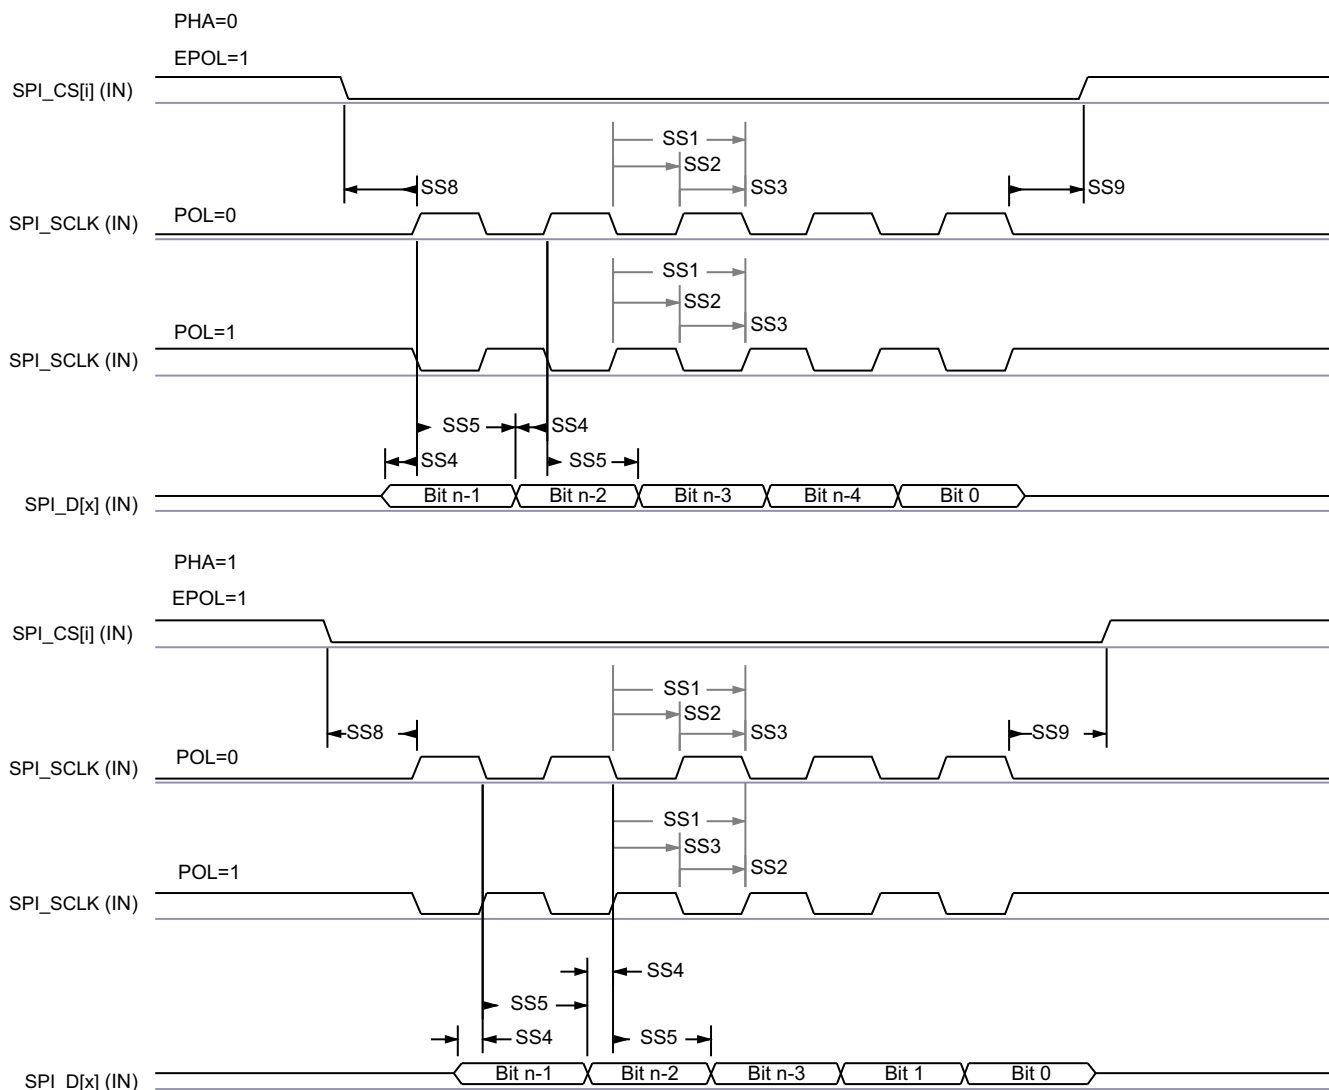 PHA=0
EPOL=1
SPI_CS[i] (IN)
SS1
SS2
SS8
SS3
SS9
POL=0
SPI_SCLK (IN)
SS1
SS2
SS3
POL=1
SPI_SCLK (IN)
SS5
SS4
SS4
SS5
SPI_D[x] (IN)
Bit n-1
Bit n-2
Bit n-3
Bit n-4
Bit 0
PHA=1
EPOL=1
SPI_CS[i] (IN)
SS1
SS2
SS8
SS3
SS9
POL=0
SPI_SCLK (IN)
SS1
SS3
SS2
POL=1
SPI_SCLK (IN)
SS4
SS5
SS4
SS5
SPI_D[x] (IN)
Bit n-1
Bit n-2
Bit n-3
Bit 1
Bit 0